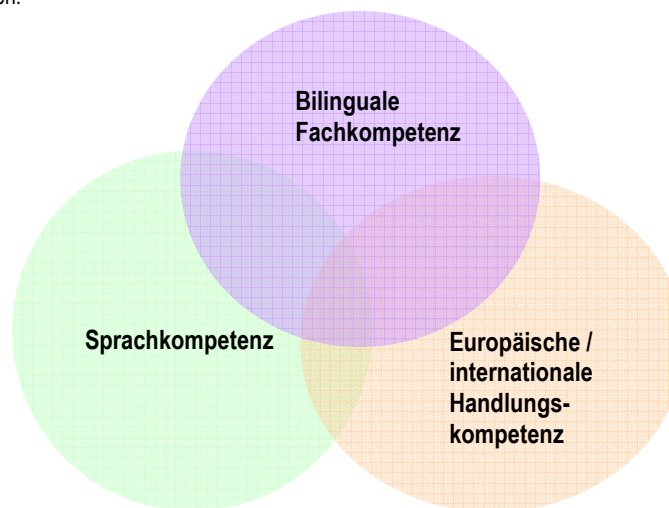 Bilinguale
Fachkompetenz
Sprachkompetenz
Europäische /
internationale
Handlungs-
kompetenz